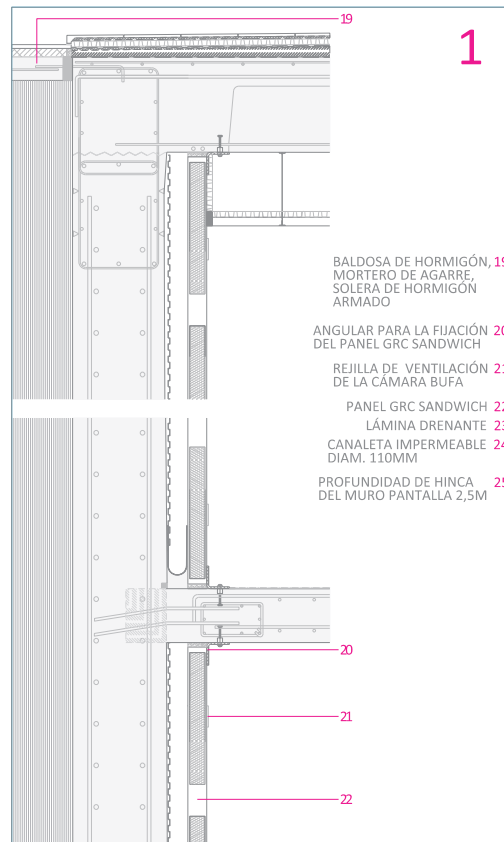 19
1
BALDOSA DE HORMIGÓN, 19
MORTERO DE AGARRE,
SOLERA DE HORMIGÓN
ARMADO
ANGULAR PARA LA FIJACIÓN 20
DEL PANEL GRC SANDWICH
REJILLA DE VENTILACIÓN 21
DE LA CÁMARA BUFA
PANEL GRC SANDWICH 22
LÁMINA DRENANTE 23
CANALETA IMPERMEABLE 24
DIAM. 110MM
PROFUNDIDAD DE HINCA 25
DEL MURO PANTALLA 2,5M
20
21
22